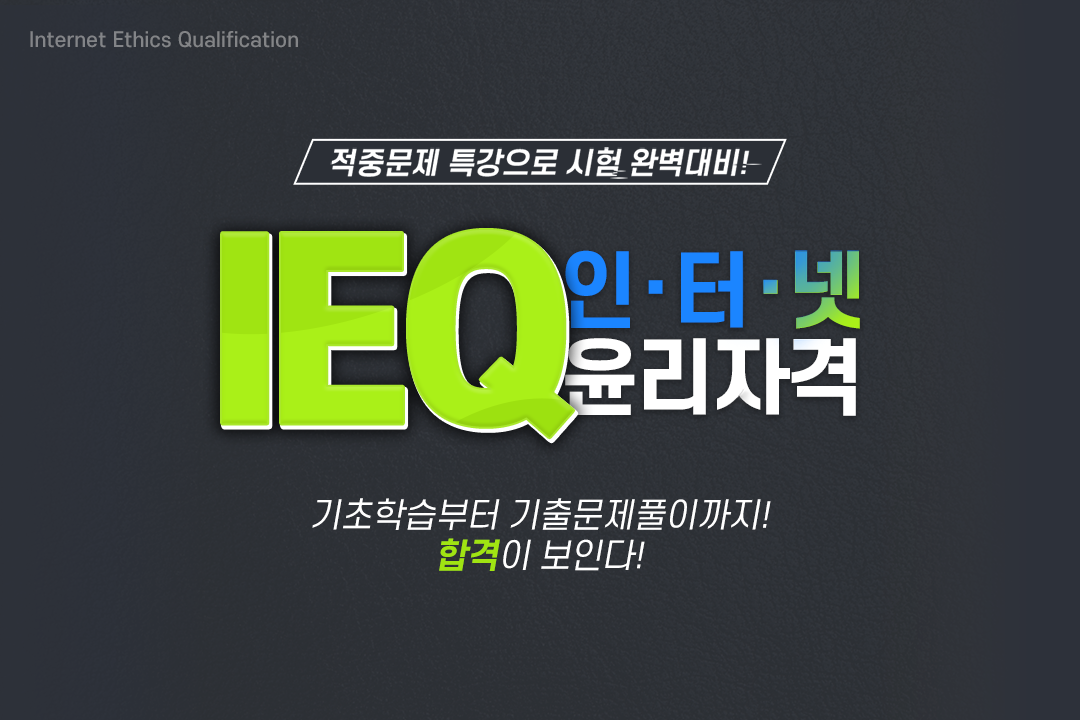 Internet Ethics Qualification
적중문제 특강으로 시험 완벽대비!
IEQ
인·터·넷
윤리자격
기초학습부터 기출문제풀이까지!
합격이 보인다!